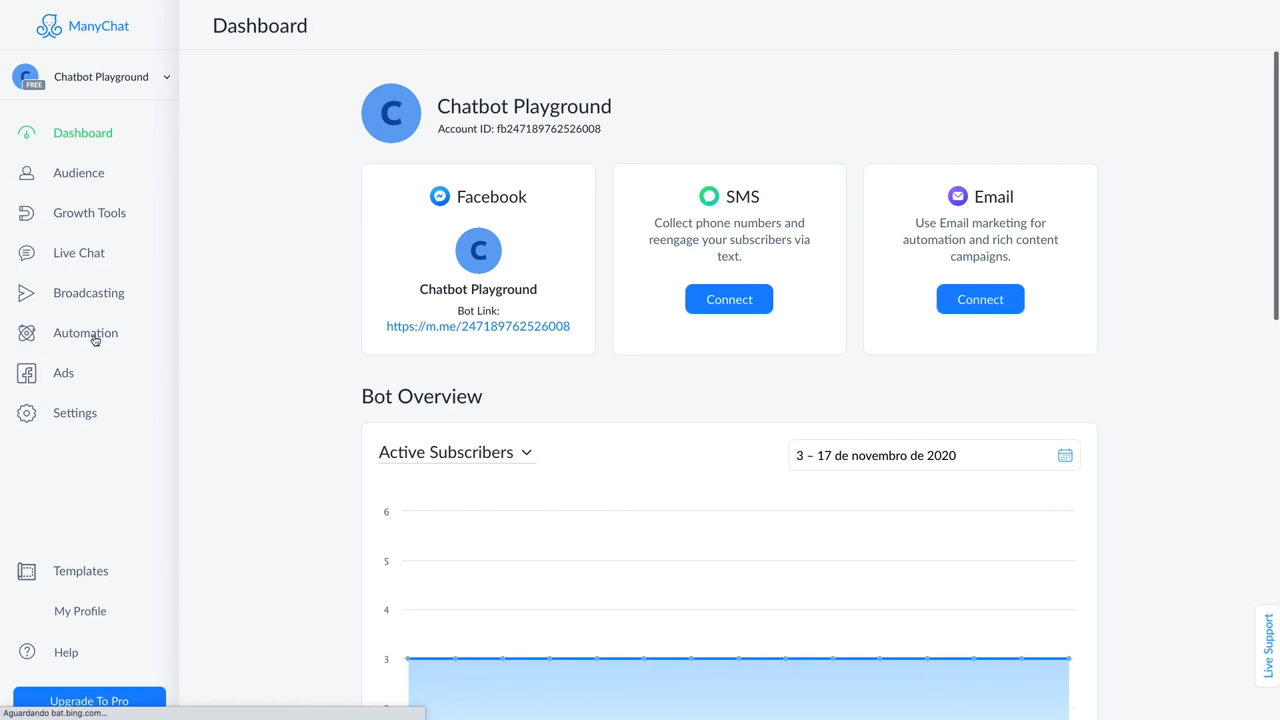 ManyChat
Dashboard
C
FREE
Chatbot Playground
Dashboard
Audience
Growth Tools
Live Chat
Broadcasting
Automation
Ads
Settings
Templates
My Profile
Help
Upgrade To Pro
Aguardando bat.bing.com...
C
Chatbot Playground
Account ID: fb247189762526008
Facebook
C
Chatbot Playground
Bot Link:
https://m.me/247189762526008
SMS
Collect phone numbers and
reengage your subscribers via
text.
Connect
Email
Use Email marketing for
automation and rich content
campaigns.
Connect
Bot Overview
Active Subscribers
3 – 17 de novembro de 2020
6
5
4
3
Live Support